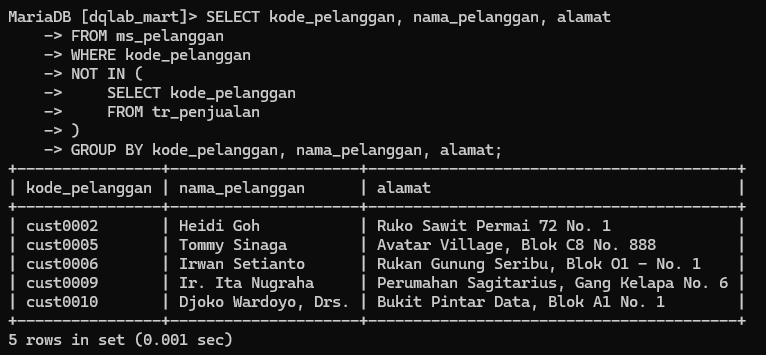 MariaDB [dqlab_mart]> SELECT kode_pelanggan, nama_pelanggan, alamat
    -> FROM ms_pelanggan
    -> WHERE kode_pelanggan
    -> NOT IN (
    ->     SELECT kode_pelanggan
    ->     FROM tr_penjualan
    -> )
    -> GROUP BY kode_pelanggan, nama_pelanggan, alamat;
+----------------+---------------------+----------------------------------------+
| kode_pelanggan | nama_pelanggan      | alamat                                 |
+----------------+---------------------+----------------------------------------+
| cust0002       | Heidi Goh           | Ruko Sawit Permai 72 No. 1             |
| cust0005       | Tommy Sinaga        | Avatar Village, Blok C8 No. 888        |
| cust0006       | Irwan Setianto      | Rukan Gunung Seribu, Blok O1 - No. 1   |
| cust0009       | Ir. Ita Nugraha     | Perumahan Sagitarius, Gang Kelapa No. 6 |
| cust0010       | Djoko Wardoyo, Drs. | Bukit Pintar Data, Blok A1 No. 1       |
+----------------+---------------------+----------------------------------------+
5 rows in set (0.001 sec)